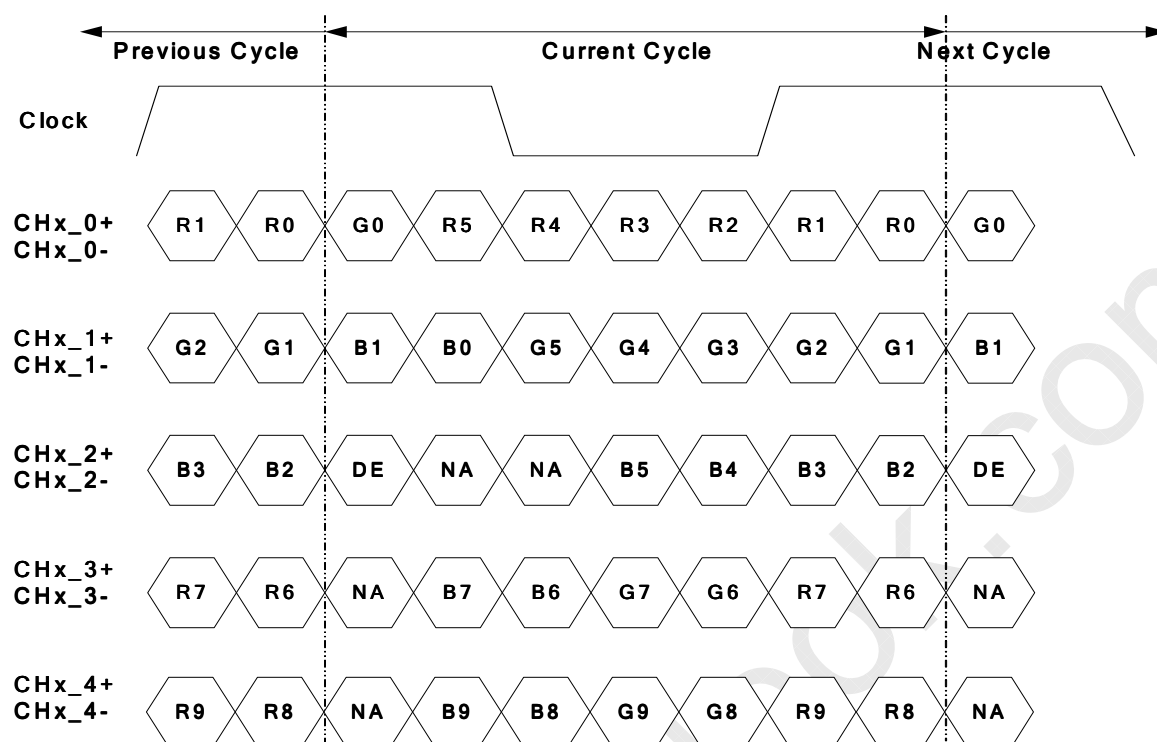 Previous Cycle Current Cycle Next Cycle
Clock
CHx_0+
CHx_0-
R1 R0 G0 R5 R4 R3 R2 R1 R0 G0
CHx_1+
CHx_1-
G2 G1 B1 B0 G5 G4 G3 G2 G1 B1
CHx_2+
CHx_2-
B3 B2 DE NA NA B5 B4 B3 B2 DE
CHx_3+
CHx_3-
R7 R6 NA B7 B6 G7 G6 R7 R6 NA
CHx_4+
CHx_4-
R9 R8 NA B9 B8 G9 G8 R9 R8 NA